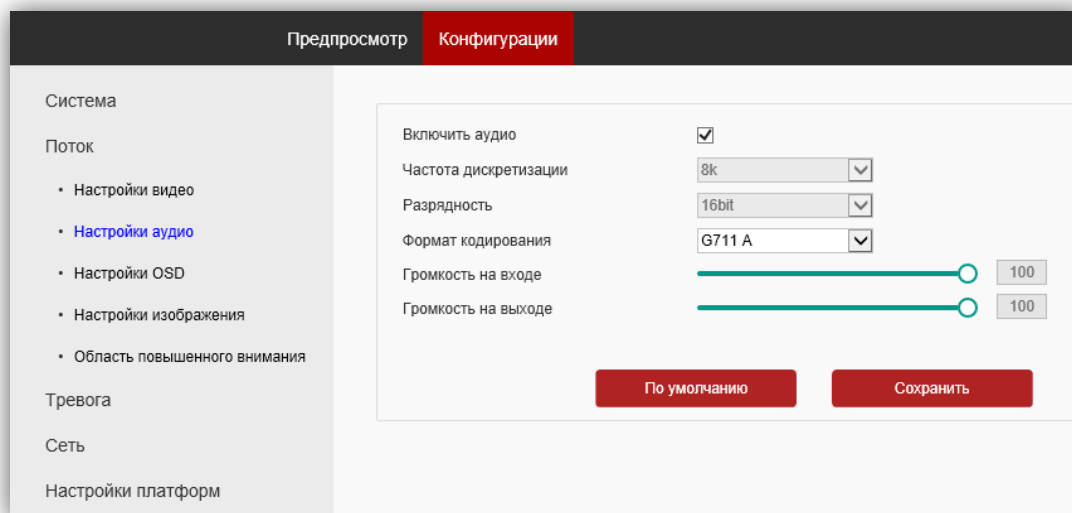 Предпросмотр Конфигурации
Система
Поток
• Настройки видео
• Настройки аудио
• Настройки OSD
• Настройки изображения
• Область повышенного внимания
Тревога
Сеть
Настройки платформ
Включить аудио
Частота дискретизации 8k
Разрядность 16bit
Формат кодирования G711 A
Громкость на входе 100
Громкость на выходе 100
По умолчанию Сохранить